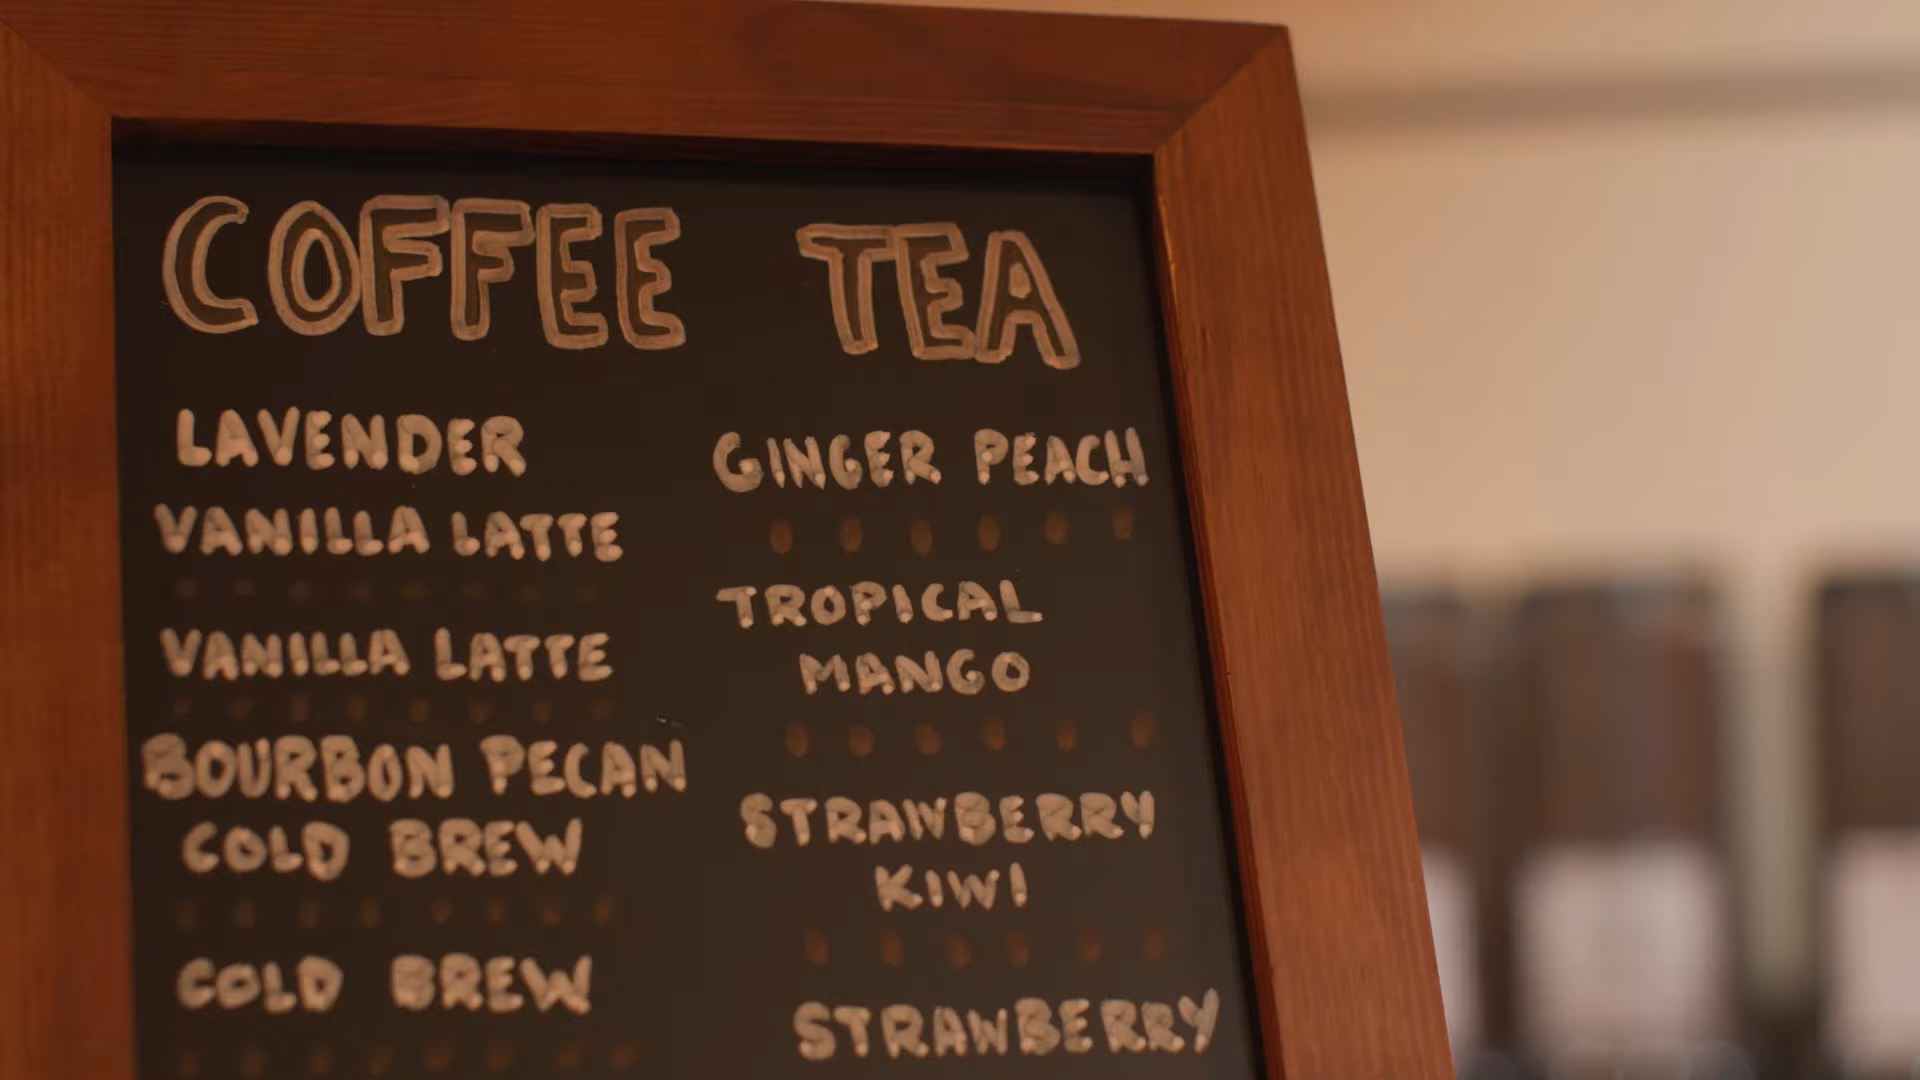 COFFEE
LAVENDER
VANILLA LATTE
VANILLA LATTE
BOURBON PECAN
COLD BREW
COLD BREW
TEA
GINGER PEACH
TROPICAL
MANGO
STRAWBERRY
KIWI
STRAWBERRY